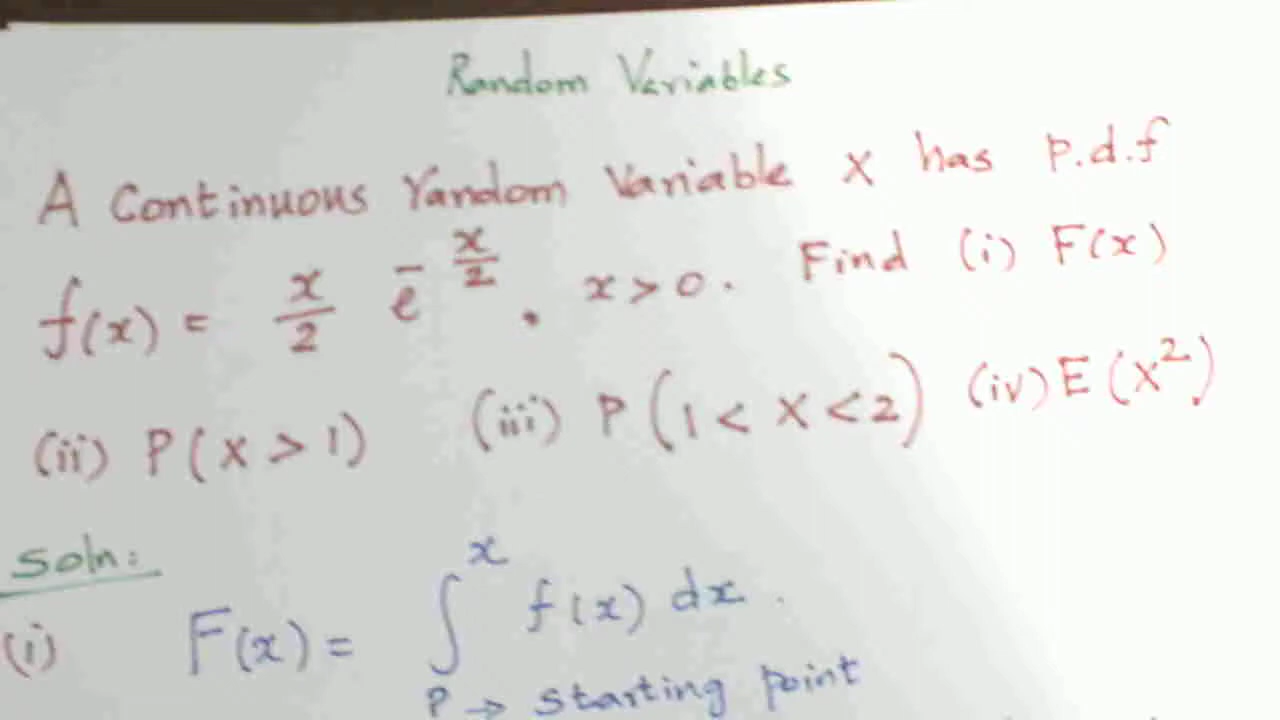 Random Variables
A Continuous random variable X has p.d.f
f(x) = x/2 e^-x/2, x > 0. Find (i) F(x)
(ii) P(X > 1) (iii) P(1 < X < 2) (iv) E(X²)
Soln:
(i) F(x) = ∫ₚˣ f(x) dx.
P → starting point